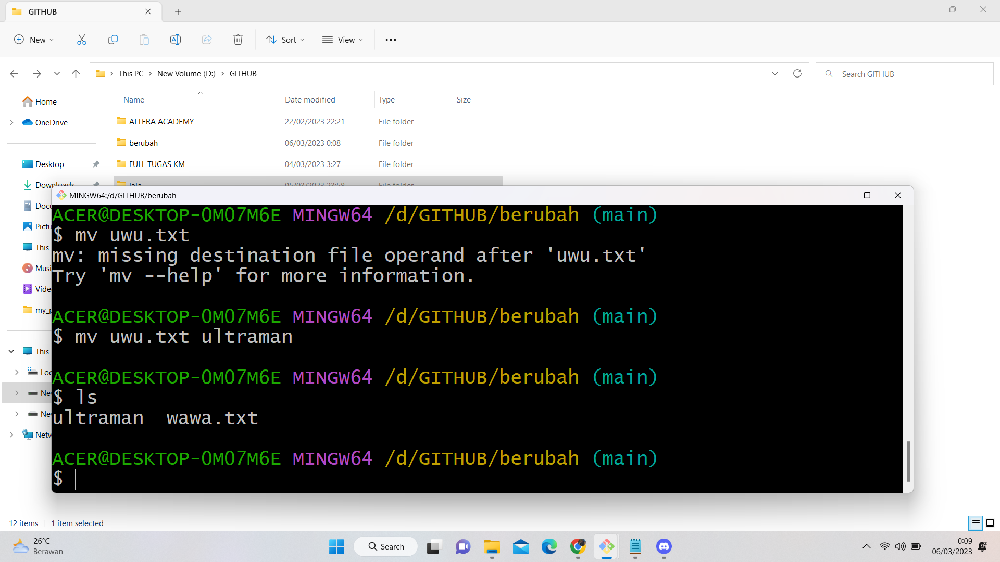 GITHUB
New
Sort
View
This PC
New Volume (D:)
GITHUB
Search GITHUB
Name
Date modified
Type
Size
Home
OneDrive
Desktop
Downloads
Docu
Pictu
This
Musi
Vide
my_p
This
Loc
Ne
Ne
Netw
ALTERA ACADEMY 22/02/2023 22:21 File folder
berubah 06/03/2023 0:08 File folder
FULL TUGAS KM 04/03/2023 3:27 File folder
lala 05/03/2023 23:58 File folder
MINGW64:/d/GITHUB/berubah
ACER@DESKTOP-0MO7M6E MINGW64 /d/GITHUB/berubah (main)
$ mv uwu.txt
mv: missing destination file operand after 'uwu.txt'
Try 'mv --help' for more information.
ACER@DESKTOP-0MO7M6E MINGW64 /d/GITHUB/berubah (main)
$ mv uwu.txt ultraman
ACER@DESKTOP-0MO7M6E MINGW64 /d/GITHUB/berubah (main)
$ ls
ultraman  wawa.txt
ACER@DESKTOP-0MO7M6E MINGW64 /d/GITHUB/berubah (main)
$
12 items
1 item selected
26°C
Berawan
Search
0:09
06/03/2023